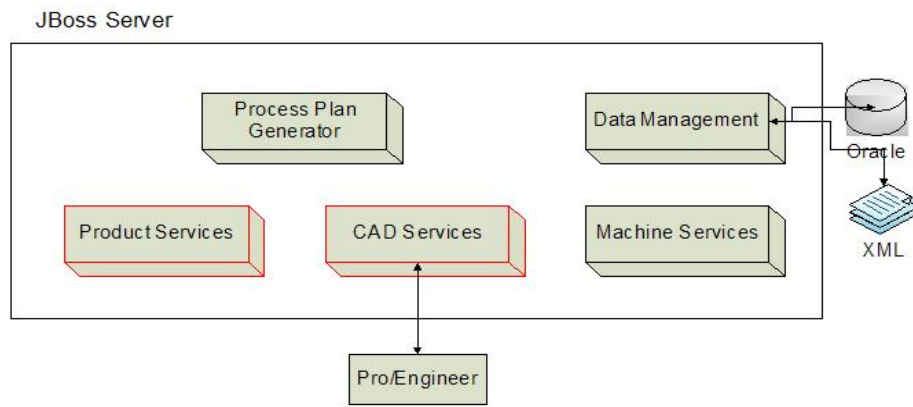 JBoss Server
Process Plan
Generator
Data Management
Oracle
Product Services
CAD Services
Machine Services
XML
Pro/Engineer